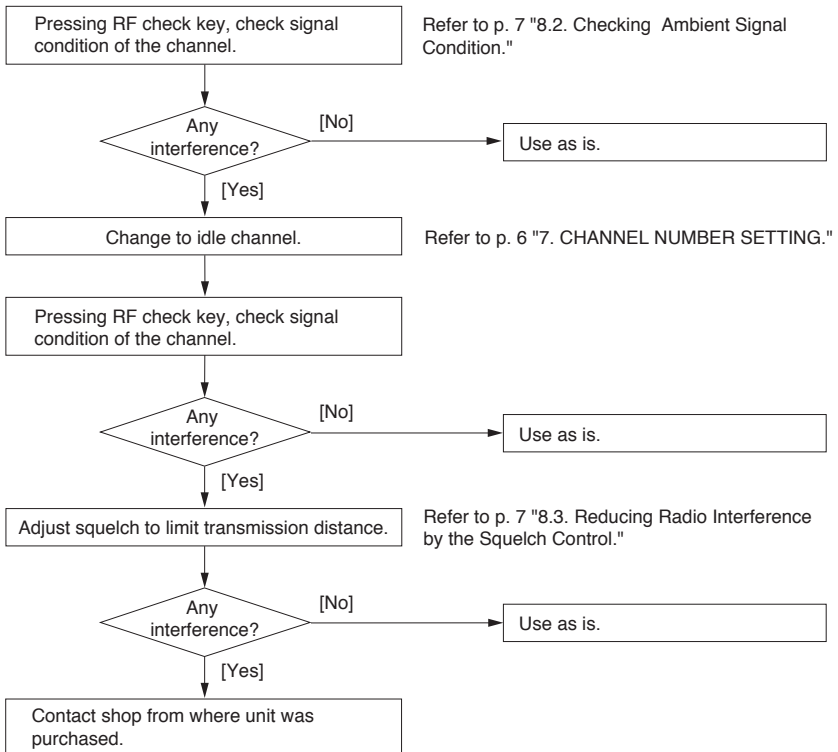 Pressing RF check key, check signal
condition of the channel.
Refer to p. 7 "8.2. Checking  Ambient Signal
Condition."
Any
interference?
[No]
Use as is.
[Yes]
Change to idle channel.
Refer to p. 6 "7. CHANNEL NUMBER SETTING."
Pressing RF check key, check signal
condition of the channel.
Any
interference?
[No]
Use as is.
[Yes]
Adjust squelch to limit transmission distance.
Refer to p. 7 "8.3. Reducing Radio Interference
by the Squelch Control."
Any
interference?
[No]
Use as is.
[Yes]
Contact shop from where unit was
purchased.